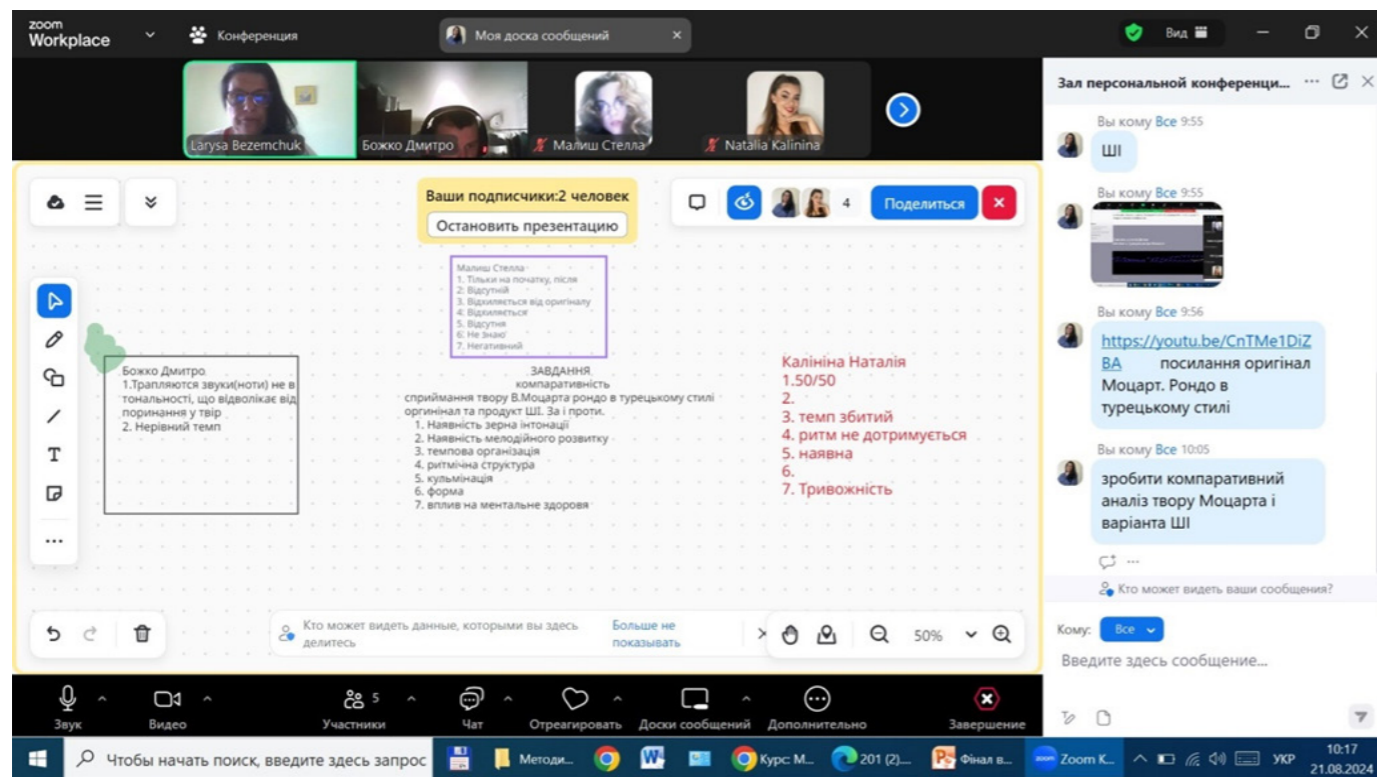 zoom
Workplace
Конференция
Моя доска сообщений
Вид
Larysa Bezemchuk
Божко Дмитро
Малиш Стелла
Natalia Kalinina
Ваши подписчики:2 человек
Остановить презентацию
4
Поделиться
Малиш Стелла
1. Тільки на початку, після
2. Відсутній
3. Відхиляється від оригіналу
4. Відхиляється
5. Відсутня
6. Не знаю
7. Негативний
Божко Дмитро
1.Трапляются звуки(ноти) не в
тональності, що відволікає від
поринання у твір
2. Нерівний темп
ЗАВДАННЯ
компаративність
сприймання твору В.Моцарта рондо в турецькому стилі
оргинінал та продукт ШІ. За і проти.
1. Наявність зерна інтонації
2. Наявність мелодійного розвитку
3. темпова організація
4. ритмічна структура
5. кульмінація
6. форма
7. вплив на ментальне здоровя
Калініна Наталія
1.50/50
2.
3. темп збитий
4. ритм не дотримується
5. наявна
6.
7. Тривожність
Кто может видеть данные, которыми вы здесь
делитесь
Больше не
показывать
50%
Зал персональной конференци...
Вы кому Все 9:55
ШІ
Вы кому Все 9:55
Вы кому Все 9:56
https://youtu.be/CnTMe1DiZ
BA посилання оригінал
Моцарт. Рондо в
турецькому стилі
Вы кому Все 10:05
зробити компаративний
аналіз твору Моцарта і
варіанта ШІ
Кто может видеть ваши сообщения?
Кому: Все
Введите здесь сообщение...
Звук
Видео
5
Участники
Чат
Отреагировать
Доски сообщений
Дополнительно
Завершение
Чтобы начать поиск, введите здесь запрос
Методи...
Курс: М...
201 (2)...
Фінал в...
Zoom К...
УКР
10:17
21.08.2024